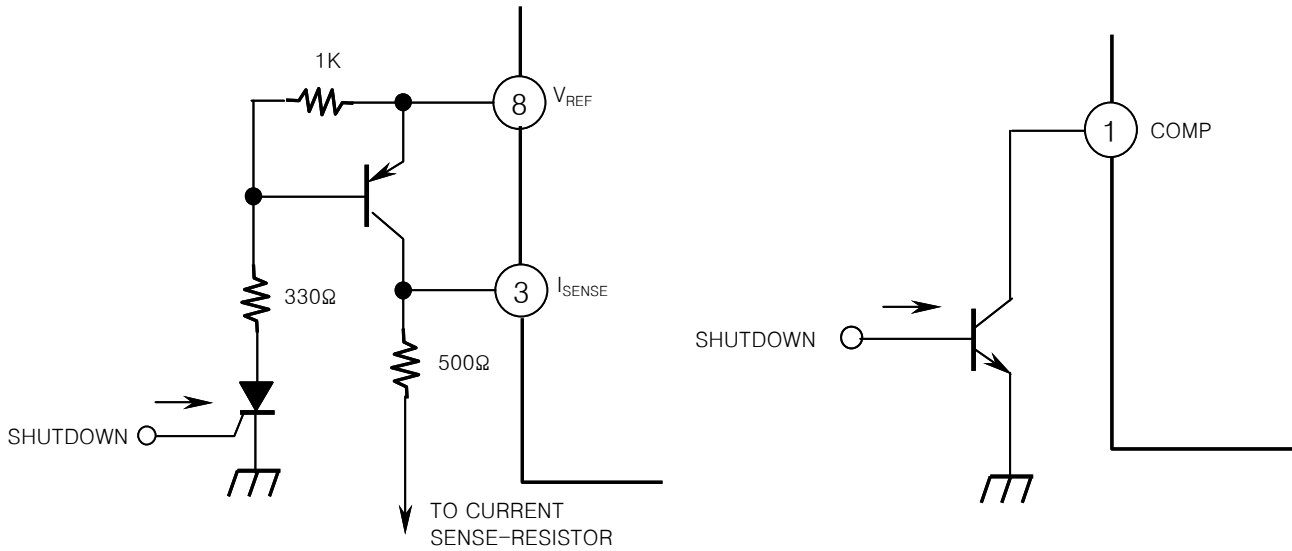 1K
8
VREF
1
COMP
3
ISENSE
330Ω
500Ω
SHUTDOWN
SHUTDOWN
TO CURRENT
SENSE-RESISTOR